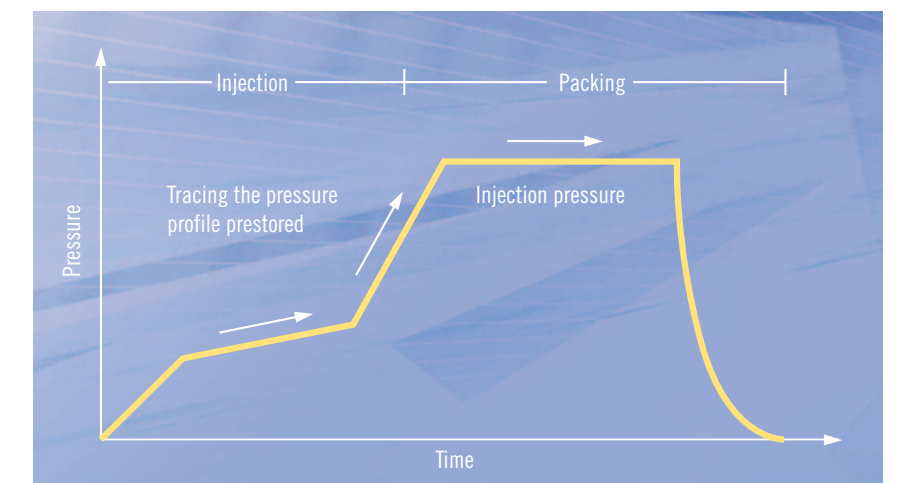 Injection
Packing
Tracing the pressure
profile prestored
Injection pressure
Pressure
Time